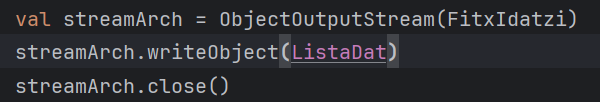 val streamArch = ObjectOutputStream(FitxIdatzi)
streamArch.writeObject(ListaDat)
streamArch.close()